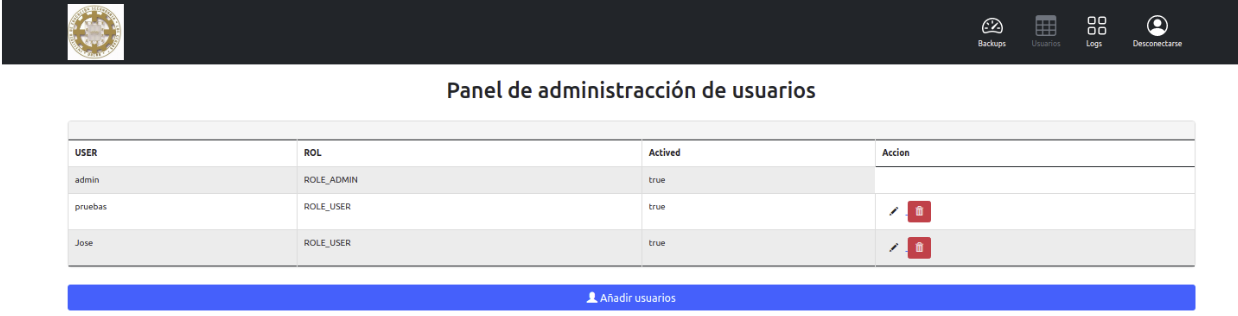 Backups Usuarios Logs Desconectarse
Panel de administracción de usuarios
USER ROL Actived Accion
admin ROLE_ADMIN true
pruebas ROLE_USER true
Jose ROLE_USER true
Añadir usuarios